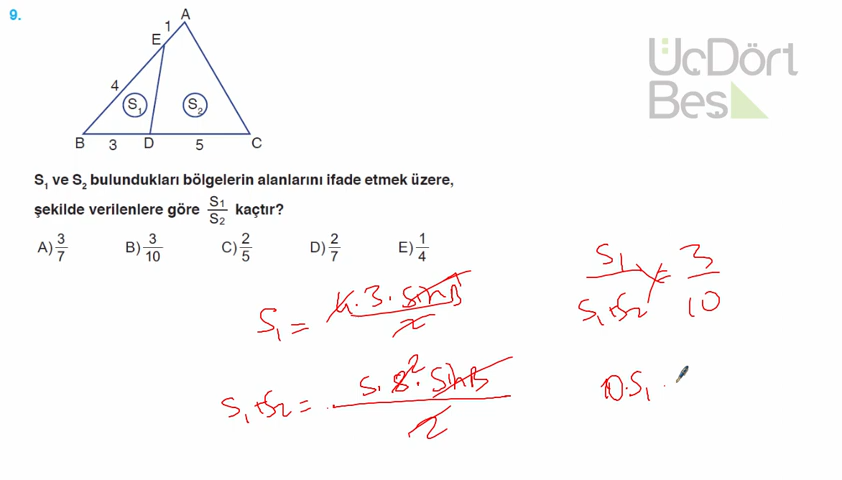 9.
A
1
E
4
S₁
S₂
B
3
D
5
C
ÜçDört
Beş
S₁ ve S₂ bulundukları bölgelerin alanlarını ifade etmek üzere,
şekilde verilenlere göre S₁/S₂ kaçtır?
A) 3/7 B) 3/10 C) 2/5 D) 2/7 E) 1/4
S₁ = 4.3.sinB/2
S₁+S₂ = 5.8².sinB/2
S₁/(S₁+S₂) = 3/10
10.S₁